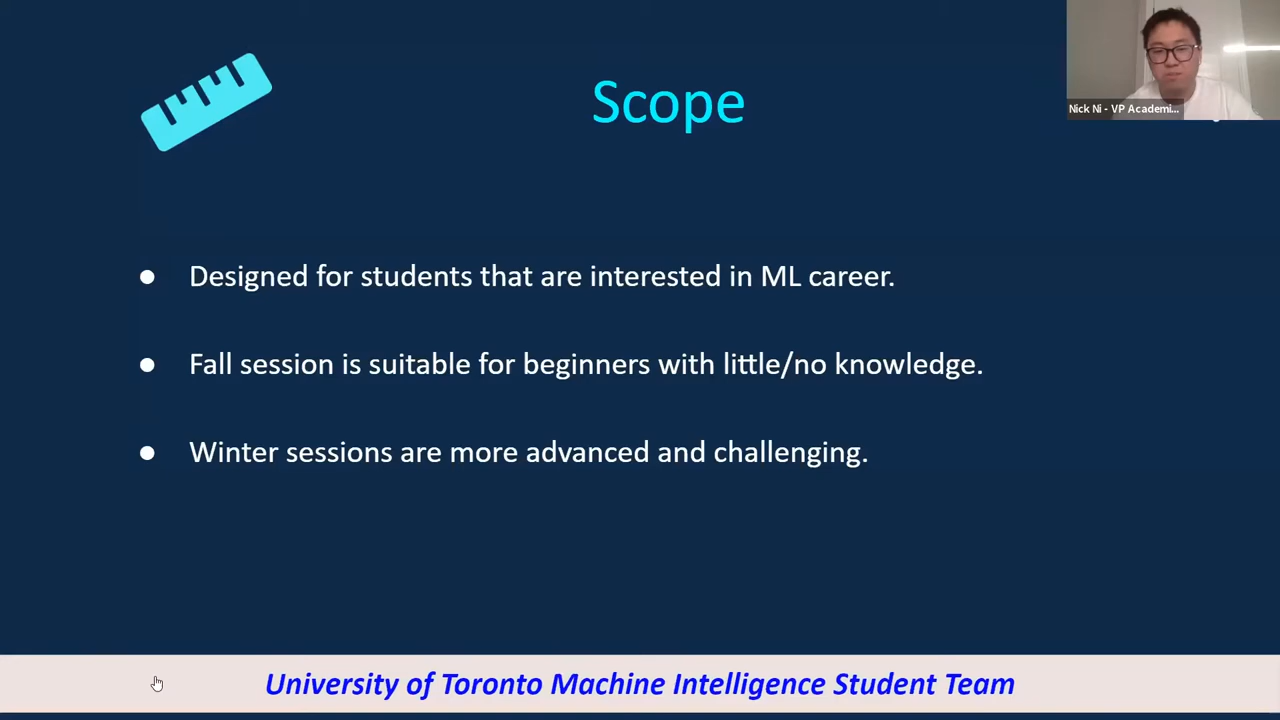 Scope
Nick Ni - VP Academi...
● Designed for students that are interested in ML career.
● Fall session is suitable for beginners with little/no knowledge.
● Winter sessions are more advanced and challenging.
University of Toronto Machine Intelligence Student Team